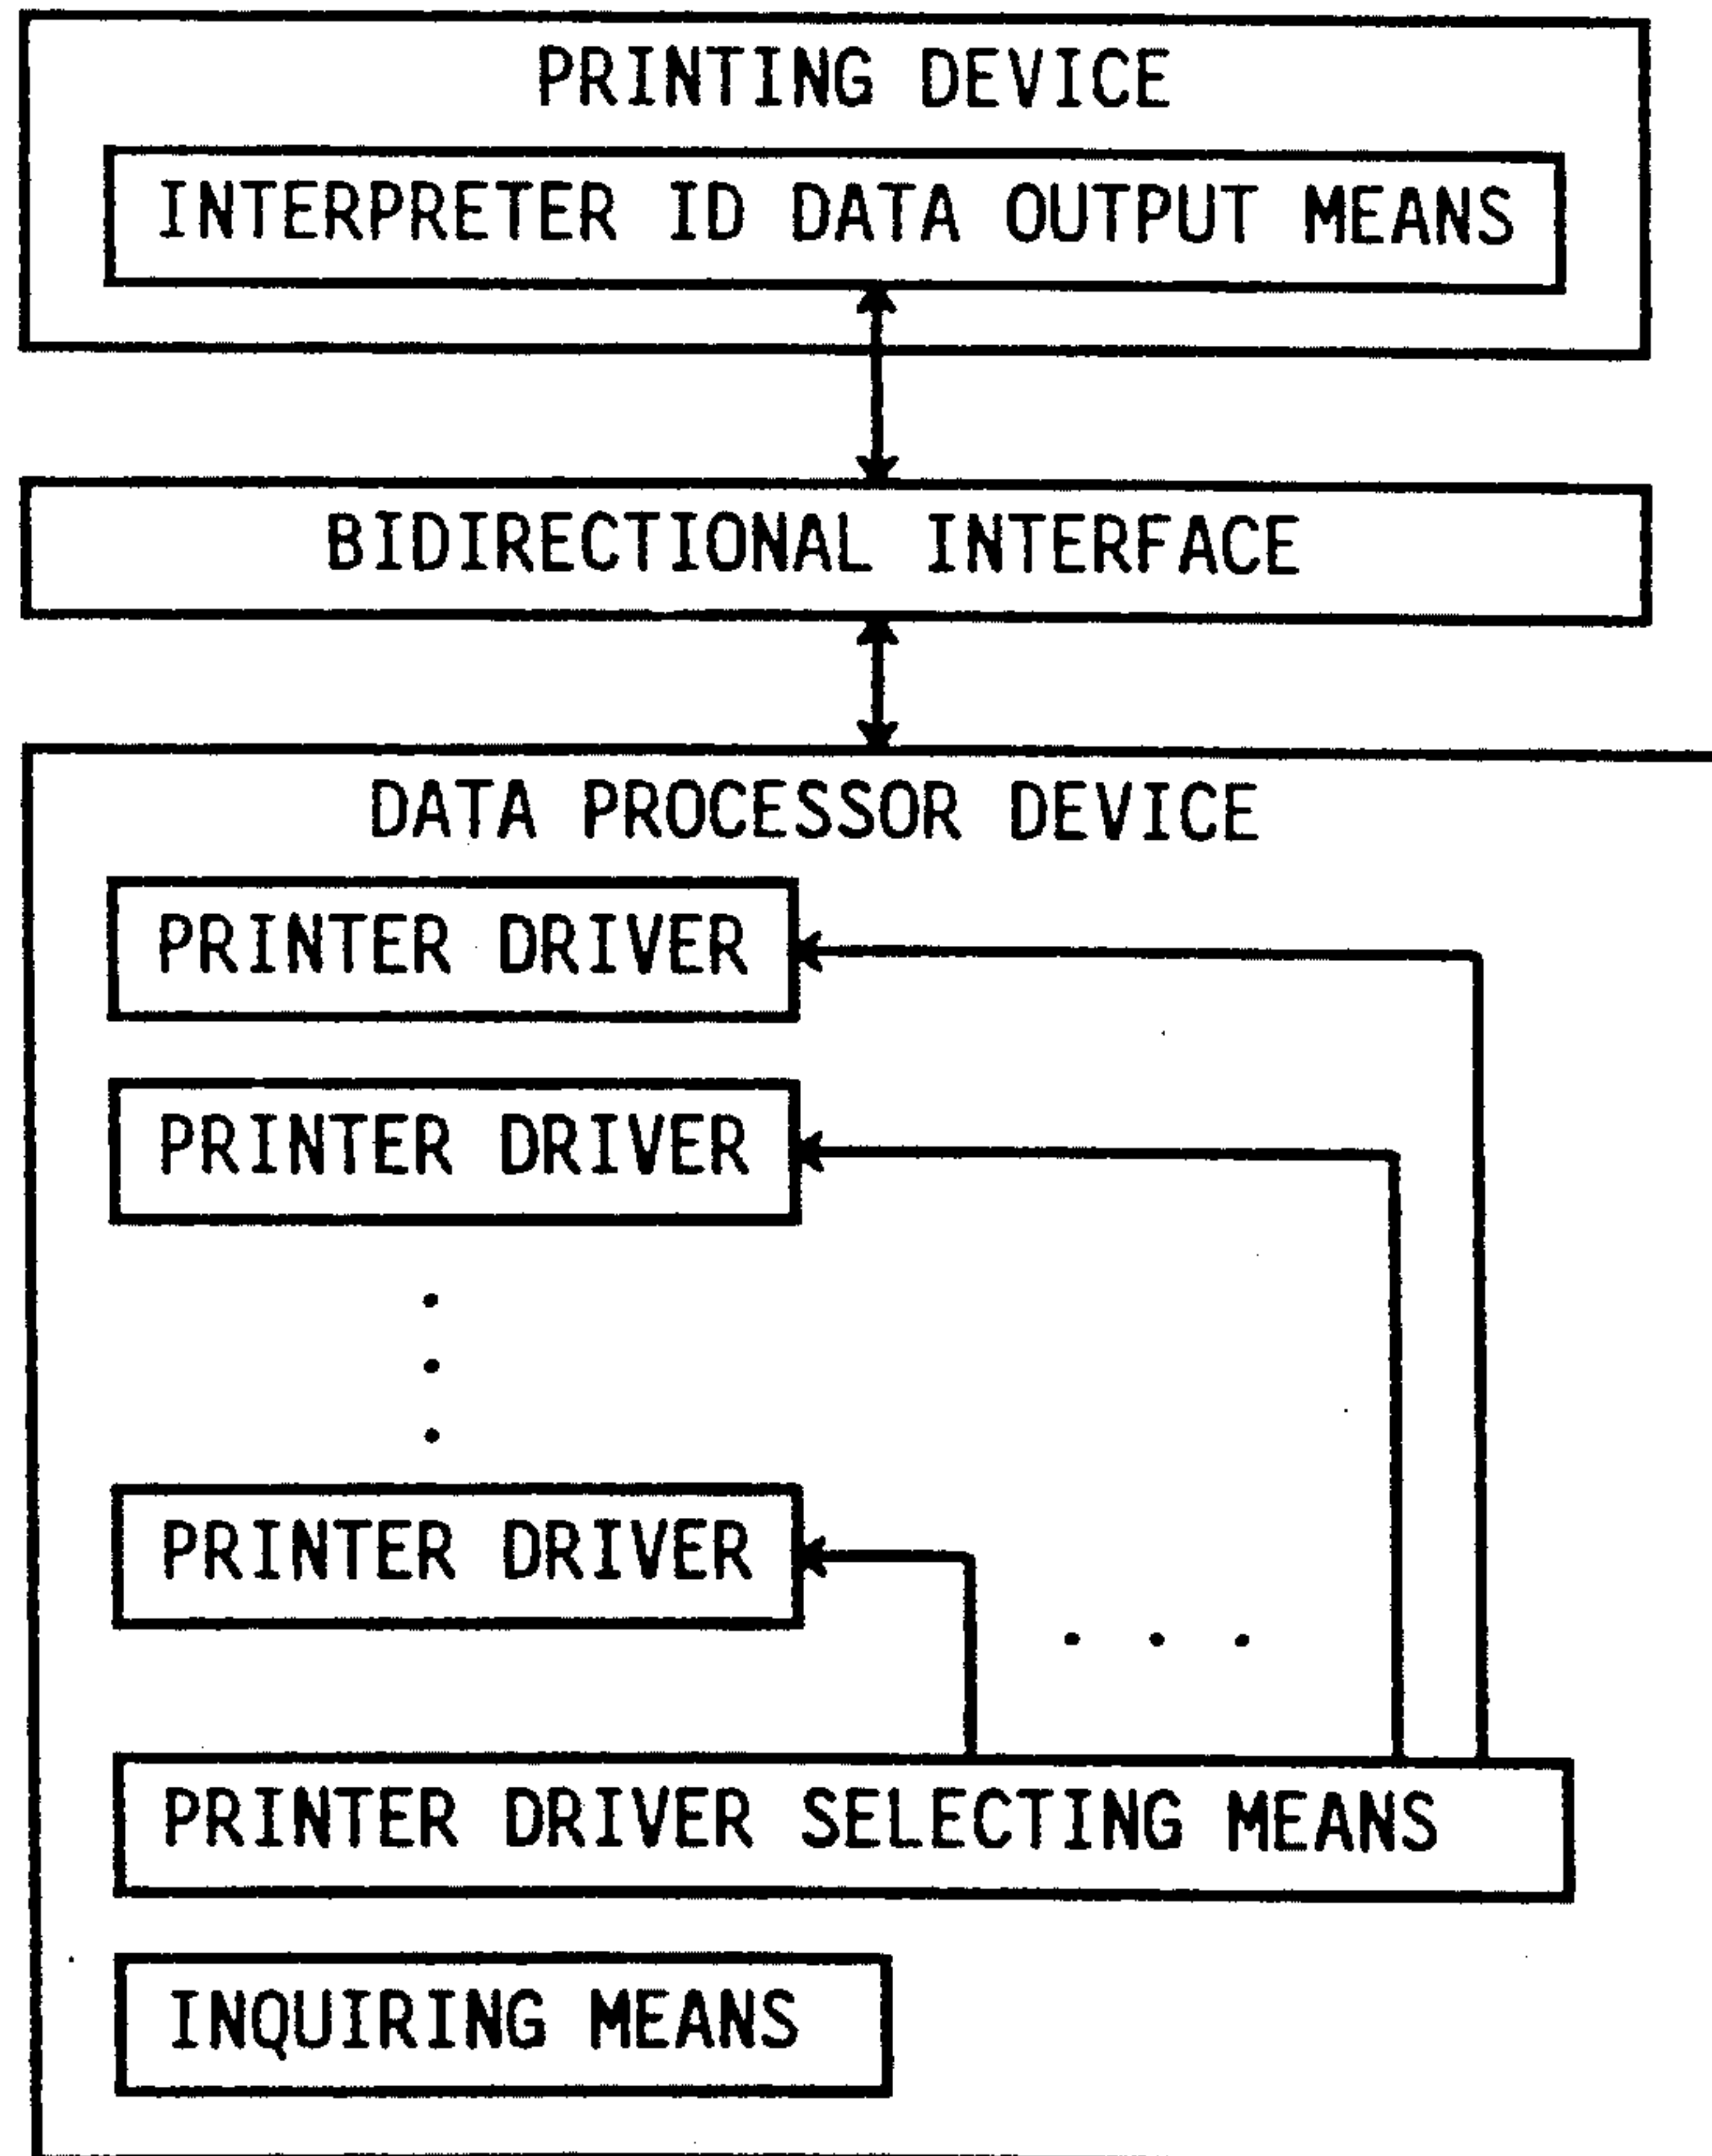 PRINTING DEVICE
INTERPRETER ID DATA OUTPUT MEANS
BIDIRECTIONAL INTERFACE
DATA PROCESSOR DEVICE
PRINTER DRIVER
PRINTER DRIVER
PRINTER DRIVER
PRINTER DRIVER SELECTING MEANS
INQUIRING MEANS